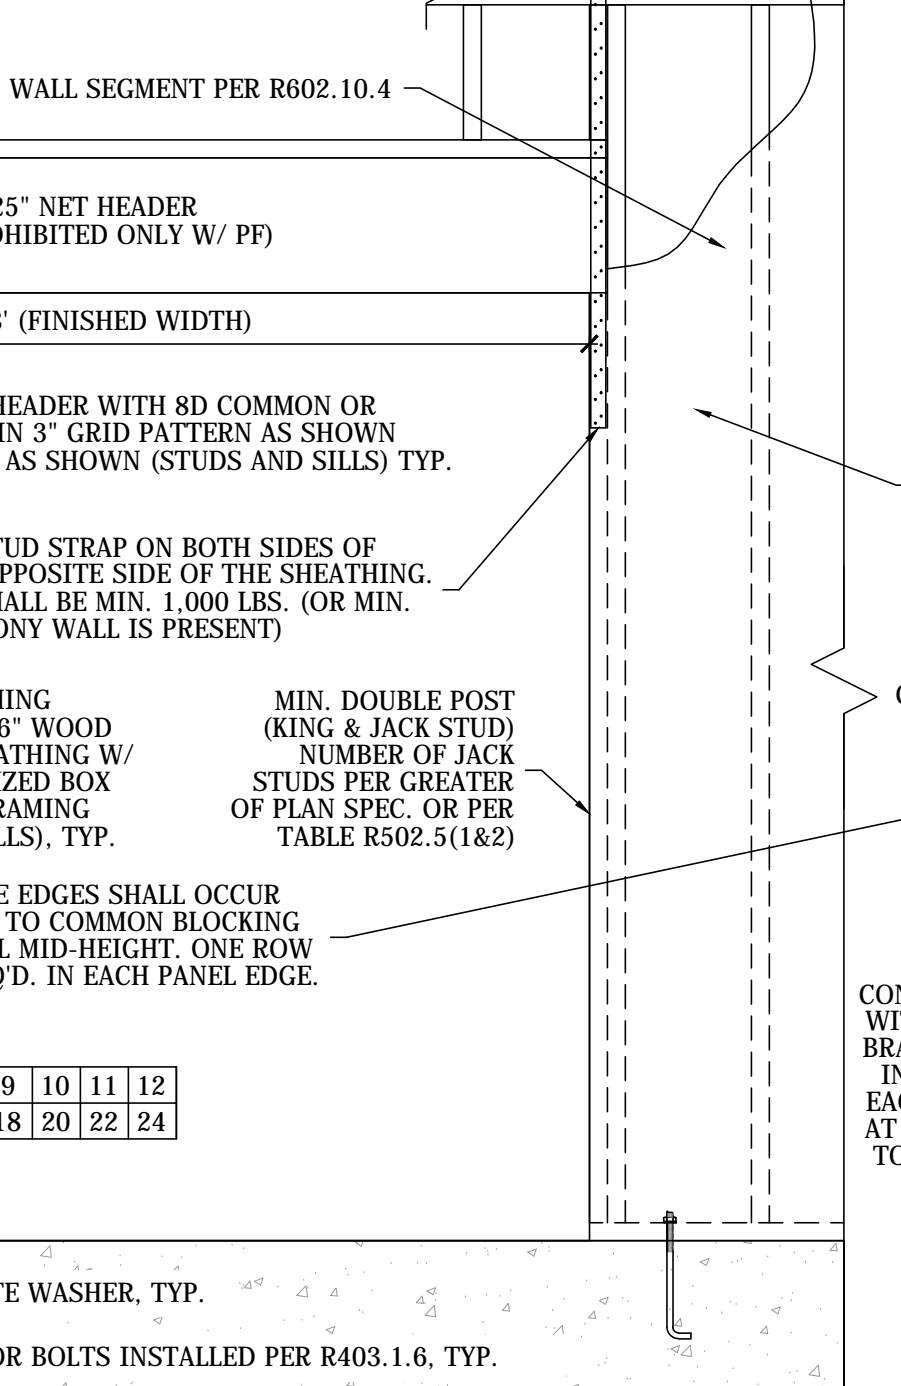 WALL SEGMENT PER R602.10.4
25" NET HEADER
OHIBITED ONLY W/ PF)
' (FINISHED WIDTH)
HEADER WITH 8D COMMON OR
IN 3" GRID PATTERN AS SHOWN
AS SHOWN (STUDS AND SILLS) TYP.
TUD STRAP ON BOTH SIDES OF
PPOSITE SIDE OF THE SHEATHING.
HALL BE MIN. 1,000 LBS. (OR MIN.
ONY WALL IS PRESENT)
HING
6" WOOD
ATHING W/
IZED BOX
RAMING
LLS), TYP.
MIN. DOUBLE POST
(KING & JACK STUD)
NUMBER OF JACK
STUDS PER GREATER
OF PLAN SPEC. OR PER
TABLE R502.5(1&2)
E EDGES SHALL OCCUR
TO COMMON BLOCKING
L MID-HEIGHT. ONE ROW
Q'D. IN EACH PANEL EDGE.
9 10 11 12
18 20 22 24
CON
WIT
BRA
IN
EAC
AT
TO
TE WASHER, TYP.
OR BOLTS INSTALLED PER R403.1.6, TYP.